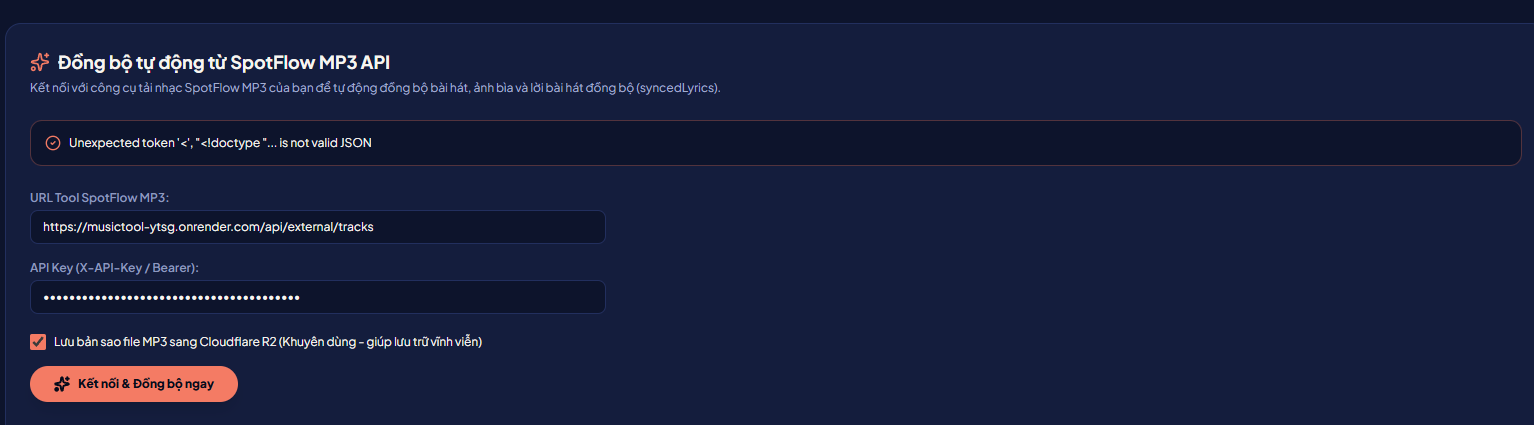 Đồng bộ tự động từ SpotFlow MP3 API
Kết nối với công cụ tải nhạc SpotFlow MP3 của bạn để tự động đồng bộ bài hát, ảnh bìa và lời bài hát đồng bộ (syncedLyrics).
Unexpected token '<', "<!doctype "... is not valid JSON
URL Tool SpotFlow MP3:
https://musictool-ytsg.onrender.com/api/external/tracks
API Key (X-API-Key / Bearer):
Lưu bản sao file MP3 sang Cloudflare R2 (Khuyên dùng - giúp lưu trữ vĩnh viễn)
Kết nối & Đồng bộ ngay